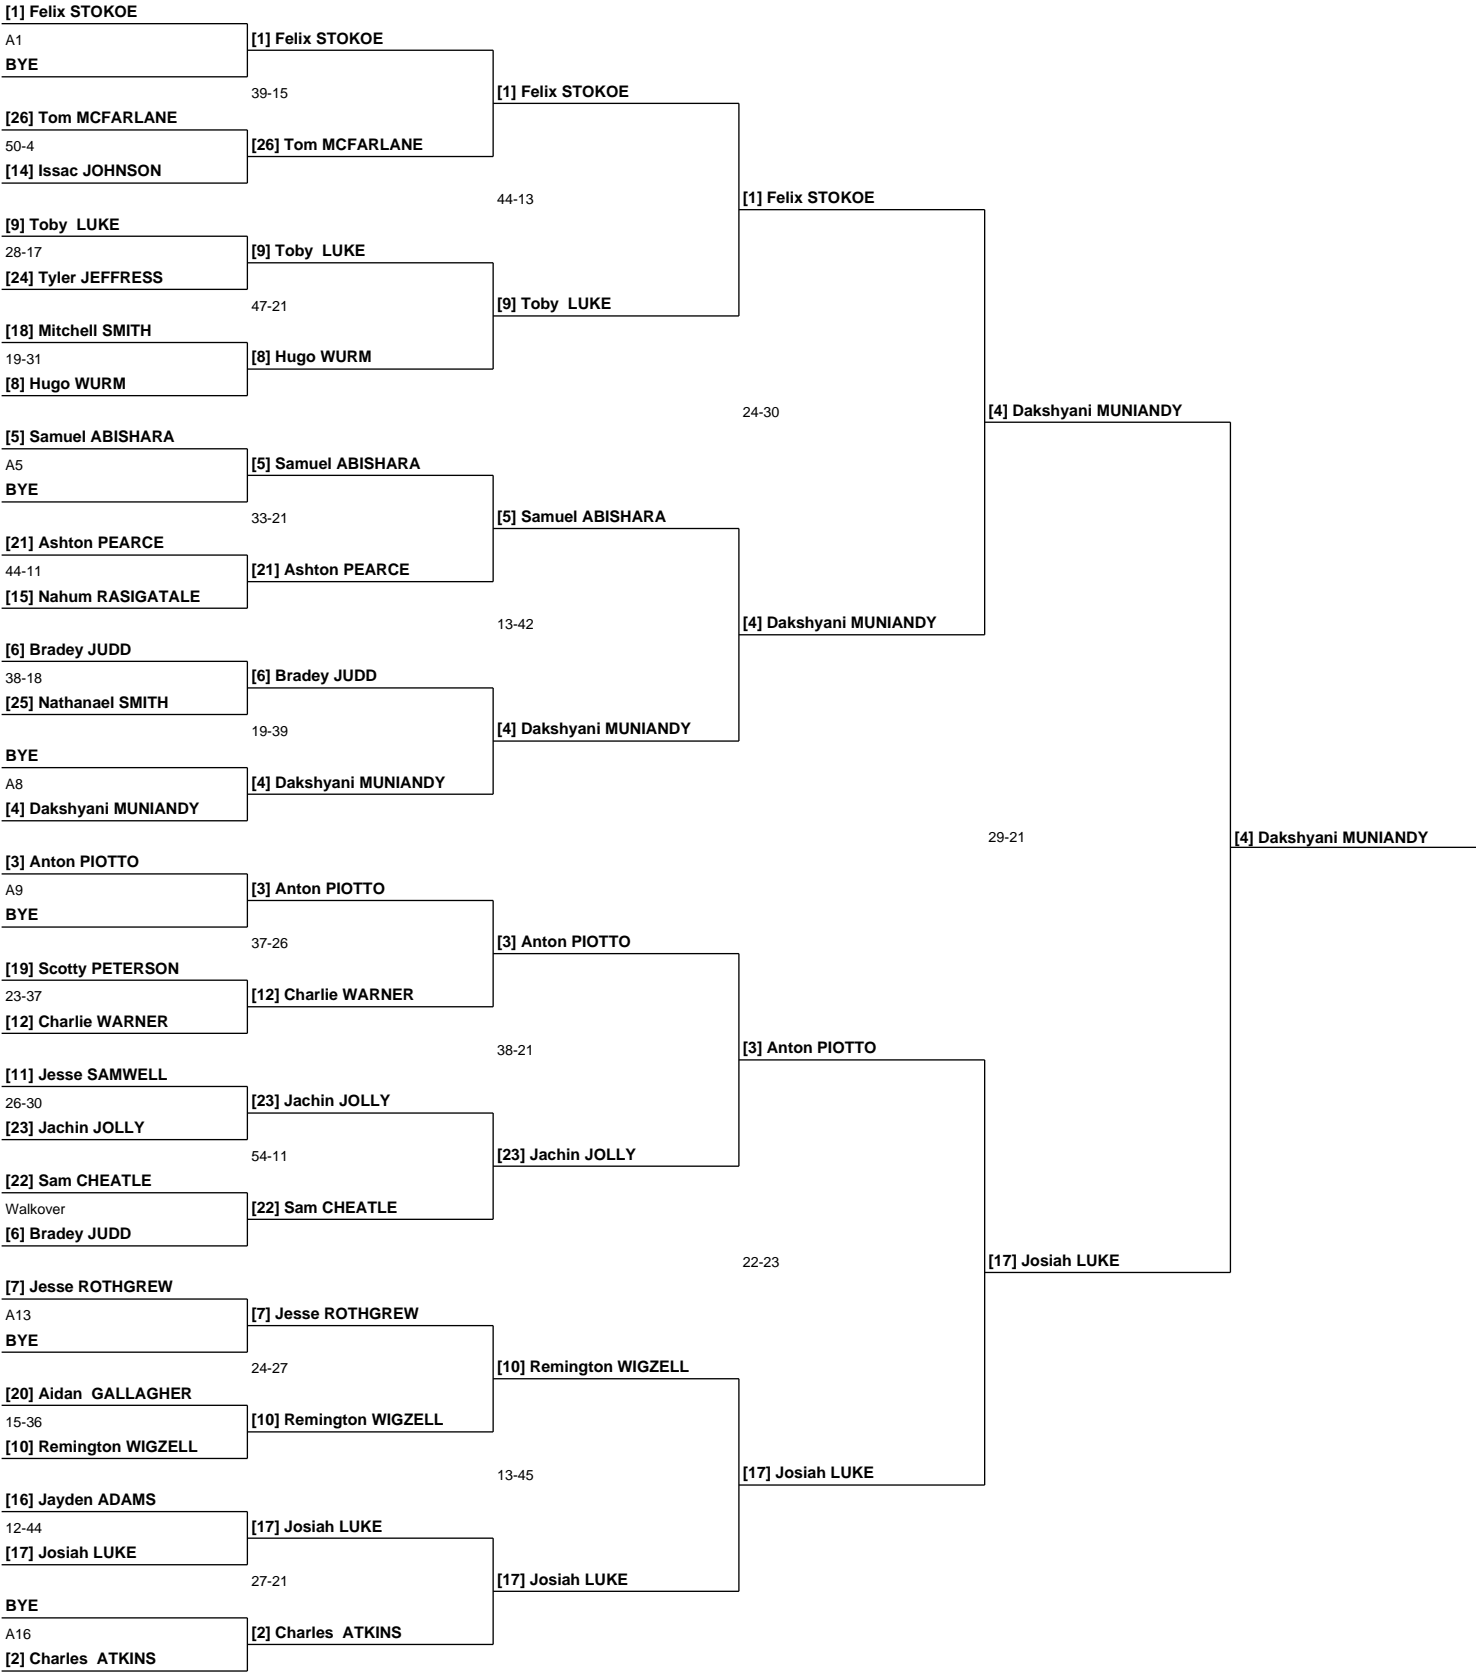 [1] Felix STOKOE
A1
BYE
[26] Tom MCFARLANE
50-4
[14] Issac JOHNSON
[9] Toby  LUKE
28-17
[24] Tyler JEFFRESS
[18] Mitchell SMITH
19-31
[8] Hugo WURM
[5] Samuel ABISHARA
A5
BYE
[21] Ashton PEARCE
44-11
[15] Nahum RASIGATALE
[6] Bradey JUDD
38-18
[25] Nathanael SMITH
BYE
A8
[4] Dakshyani MUNIANDY
[3] Anton PIOTTO
A9
BYE
[19] Scotty PETERSON
23-37
[12] Charlie WARNER
[11] Jesse SAMWELL
26-30
[23] Jachin JOLLY
[22] Sam CHEATLE
Walkover
[6] Bradey JUDD
[7] Jesse ROTHGREW
A13
BYE
[20] Aidan  GALLAGHER
15-36
[10] Remington WIGZELL
[16] Jayden ADAMS
12-44
[17] Josiah LUKE
BYE
A16
[2] Charles  ATKINS
[1] Felix STOKOE
39-15
[26] Tom MCFARLANE
[9] Toby  LUKE
47-21
[8] Hugo WURM
[5] Samuel ABISHARA
33-21
[21] Ashton PEARCE
[6] Bradey JUDD
19-39
[4] Dakshyani MUNIANDY
[3] Anton PIOTTO
37-26
[12] Charlie WARNER
[23] Jachin JOLLY
54-11
[22] Sam CHEATLE
[7] Jesse ROTHGREW
24-27
[10] Remington WIGZELL
[17] Josiah LUKE
27-21
[2] Charles  ATKINS
[1] Felix STOKOE
44-13
[9] Toby  LUKE
[5] Samuel ABISHARA
13-42
[4] Dakshyani MUNIANDY
[3] Anton PIOTTO
38-21
[23] Jachin JOLLY
[10] Remington WIGZELL
13-45
[17] Josiah LUKE
[1] Felix STOKOE
24-30
[4] Dakshyani MUNIANDY
[3] Anton PIOTTO
22-23
[17] Josiah LUKE
[4] Dakshyani MUNIANDY
29-21
[17] Josiah LUKE
[4] Dakshyani MUNIANDY